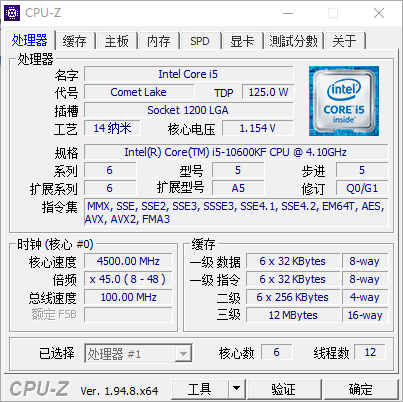 CPU-Z
处理器 缓存 主板 内存 SPD 显卡 測試分數 关于
处理器
名字 Intel Core i5
代号 Comet Lake TDP 125.0 W
插槽 Socket 1200 LGA
工艺 14 纳米 核心电压 1.154 V
intel
CORE i5
inside™
规格 Intel(R) Core(TM) i5-10600KF CPU @ 4.10GHz
系列 6 型号 5 步进 5
扩展系列 6 扩展型号 A5 修订 Q0/G1
指令集 MMX, SSE, SSE2, SSE3, SSSE3, SSE4.1, SSE4.2, EM64T, AES,
AVX, AVX2, FMA3
时钟 (核心 #0)
核心速度 4500.00 MHz
倍频 x 45.0 ( 8 - 48 )
总线速度 100.00 MHz
额定 FSB
缓存
一级 数据 6 x 32 KBytes 8-way
一级 指令 6 x 32 KBytes 8-way
二级 6 x 256 KBytes 4-way
三级 12 MBytes 16-way
已选择 处理器 #1 核心数 6 线程数 12
CPU-Z Ver. 1.94.8.x64 工具 验证 确定